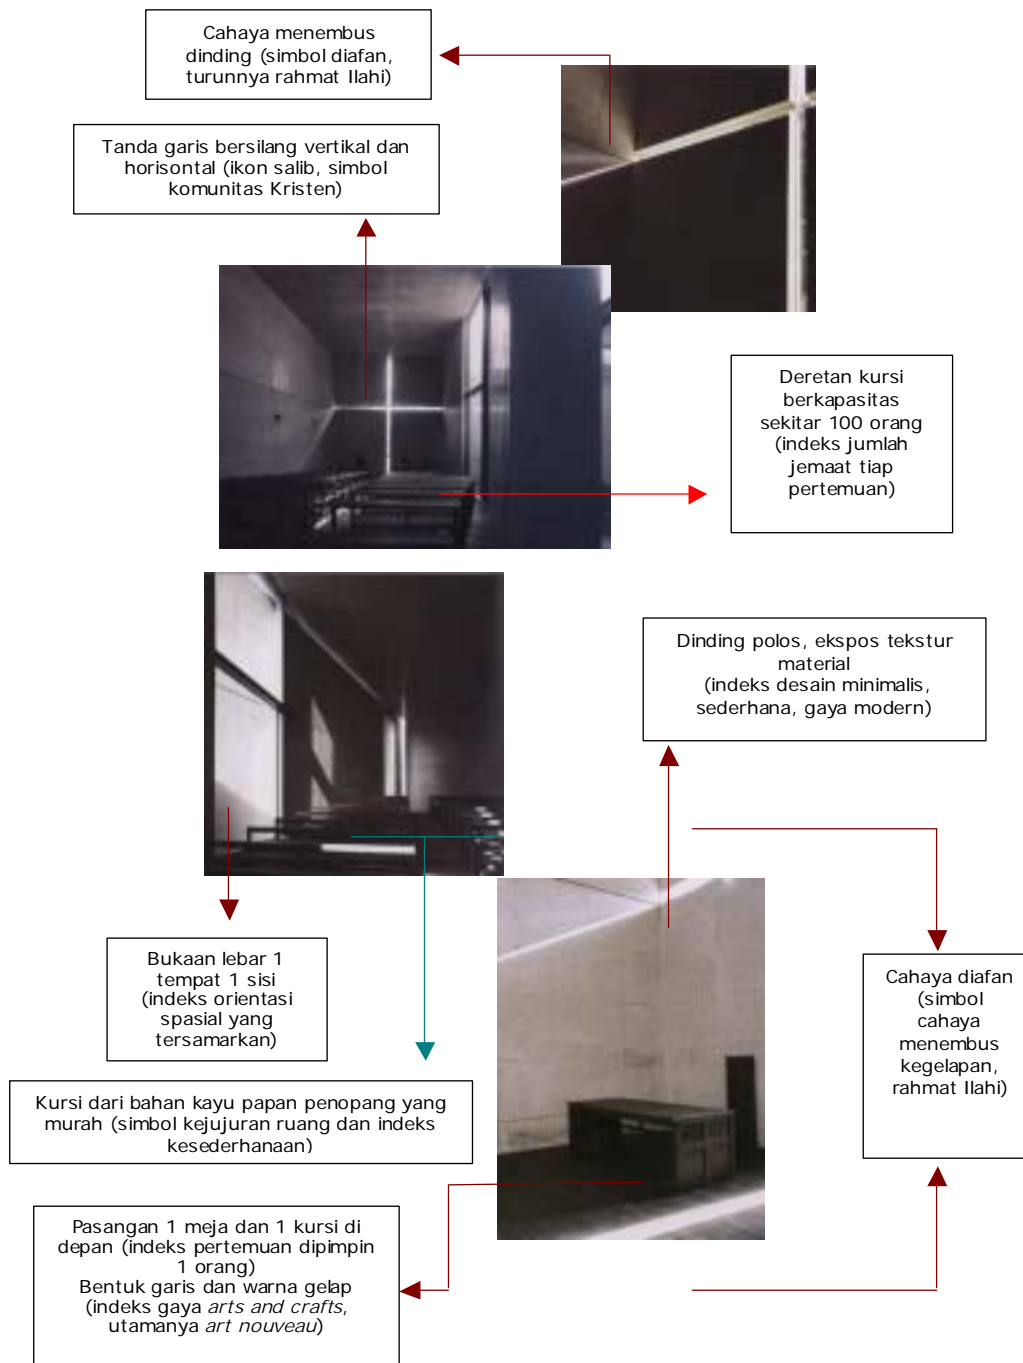 Cahaya menembus
dinding (simbol diafan,
turunnya rahmat Ilahi)
Tanda garis bersilang vertikal dan
horisontal (ikon salib, simbol
komunitas Kristen)
Deretan kursi
berkapasitas
sekitar 100 orang
(indeks jumlah
jemaat tiap
pertemuan)
Dinding polos, ekspos tekstur
material
(indeks desain minimalis,
sederhana, gaya modern)
Bukaan lebar 1
tempat 1 sisi
(indeks orientasi
spasial yang
tersamarkan)
Cahaya diafan
(simbol
cahaya
menembus
kegelapan,
rahmat Ilahi)
Kursi dari bahan kayu papan penopang yang
murah (simbol kejujuran ruang dan indeks
kesederhanaan)
Pasangan 1 meja dan 1 kursi di
depan (indeks pertemuan dipimpin
1 orang)
Bentuk garis dan warna gelap
(indeks gaya arts and crafts,
utamanya art nouveau)